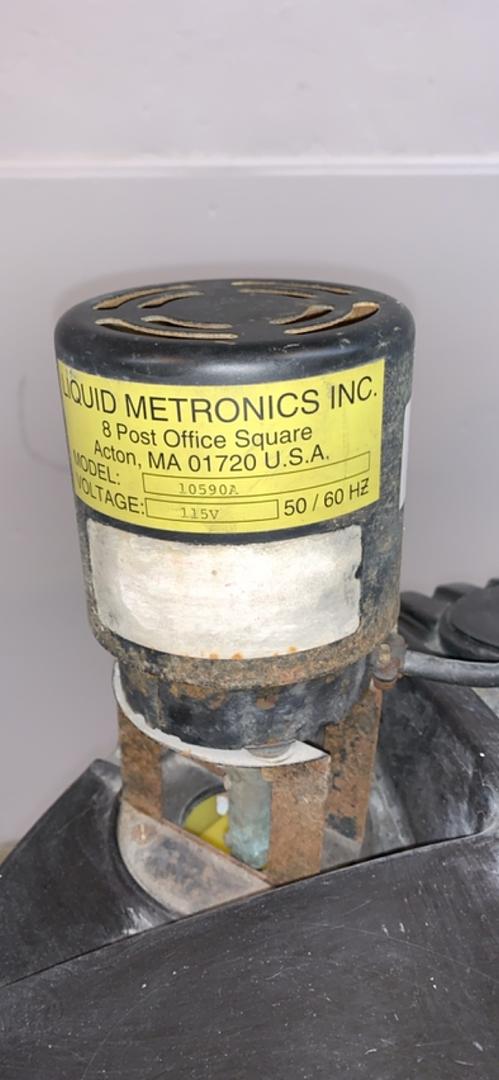 LIQUID METRONICS INC.
8 Post Office Square
Acton, MA 01720 U.S.A.
MODEL: 10590A
VOLTAGE: 115V 50 / 60 HZ